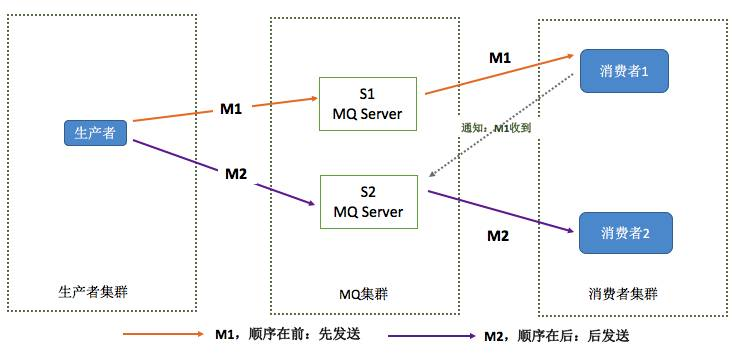 M1
消费者1
S1
MQ Server
M1
生产者
通知：M1收到
M2
S2
MQ Server
M2
消费者2
生产者集群
MQ集群
消费者集群
M1，顺序在前：先发送
M2，顺序在后：后发送